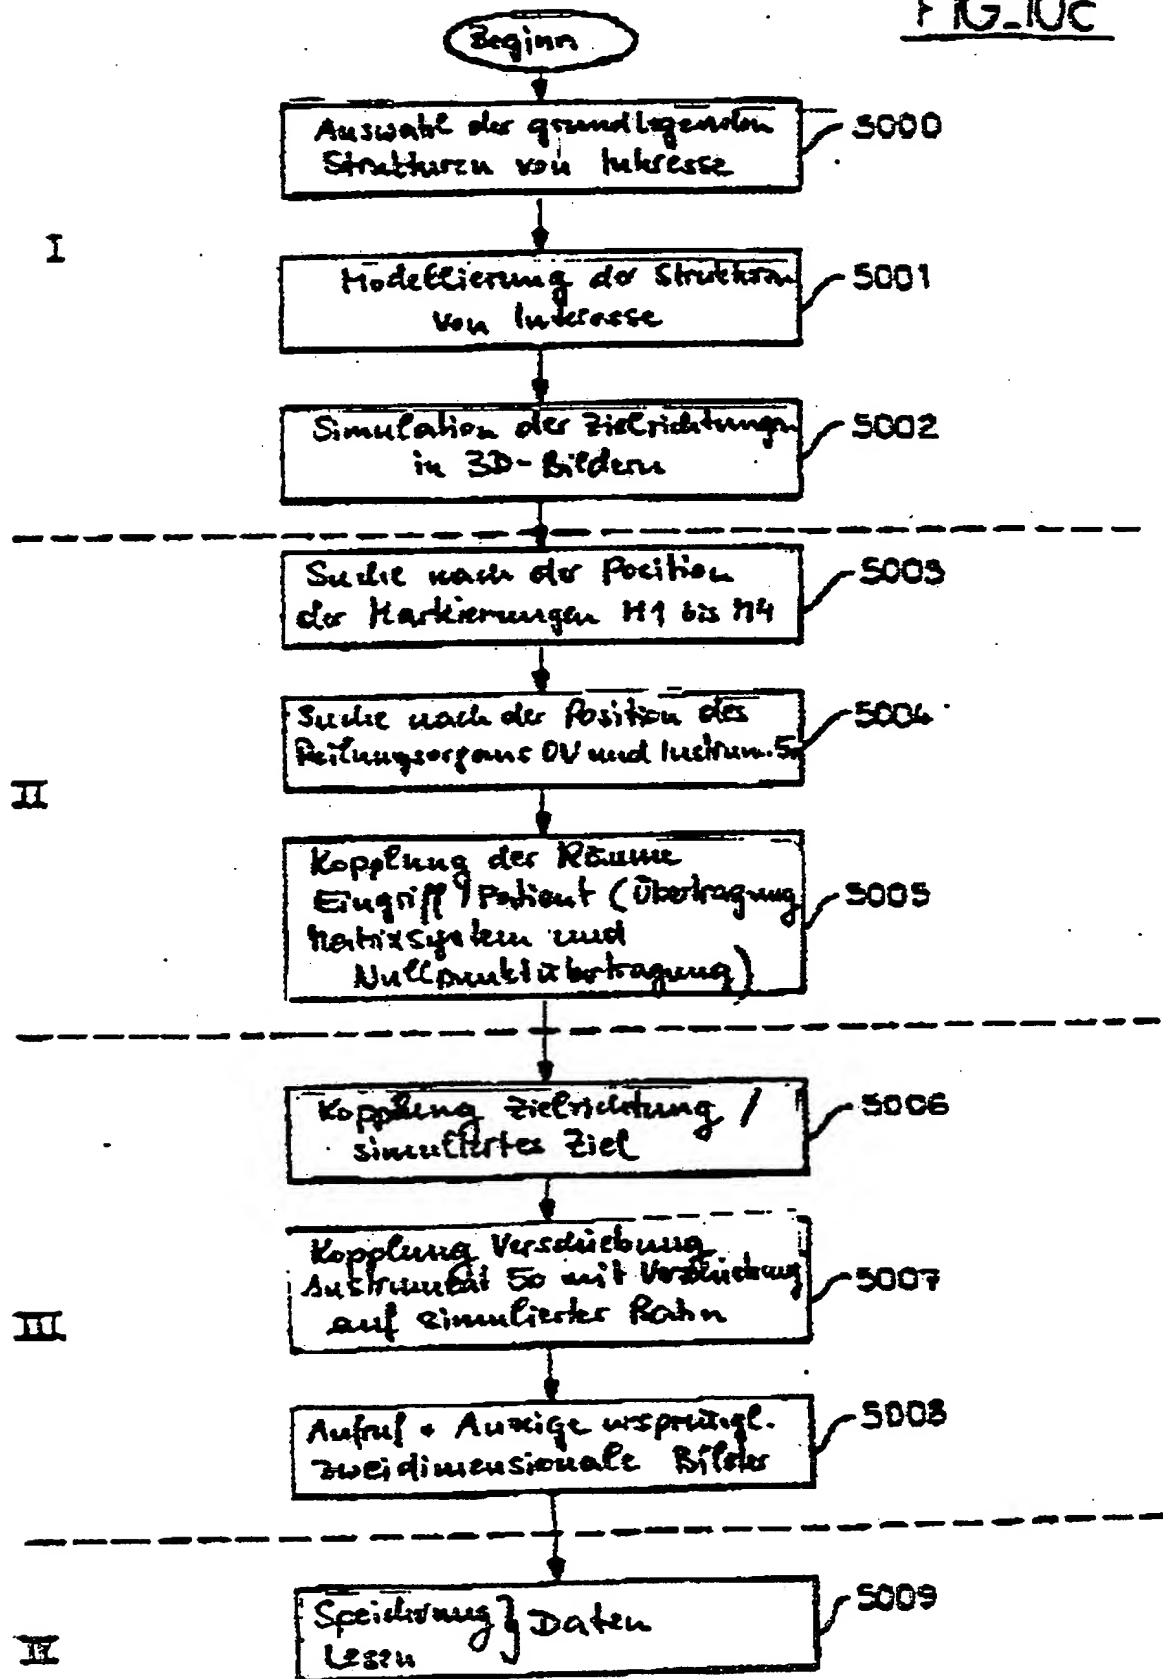 FIG_10c
Beginn
Auswahl der grundlegenden
Strukturen von Interesse
5000
I
Modellierung der Strukturen
von Interesse
5001
Simulation der Zielrichtungen
in 3D-Bildern
5002
Suche nach der Position
der Markierungen M1 bis M4
5003
Suche nach der Position des
Peilungsorgans OV und Instrum. 50
5004
II
Kopplung der Räume
Eingriff / Patient (Übertragung
Matrixsystem und
Nullpunktübertragung)
5005
Kopplung Zielrichtung /
simuliertes Ziel
5006
Kopplung Verschiebung
Instrument 50 mit Verschiebung
auf simulierter Bahn
5007
III
Aufruf + Anzeige ursprüngl.
zweidimensionale Bilder
5008
Speicherung } Daten
Lesen
5009
IV